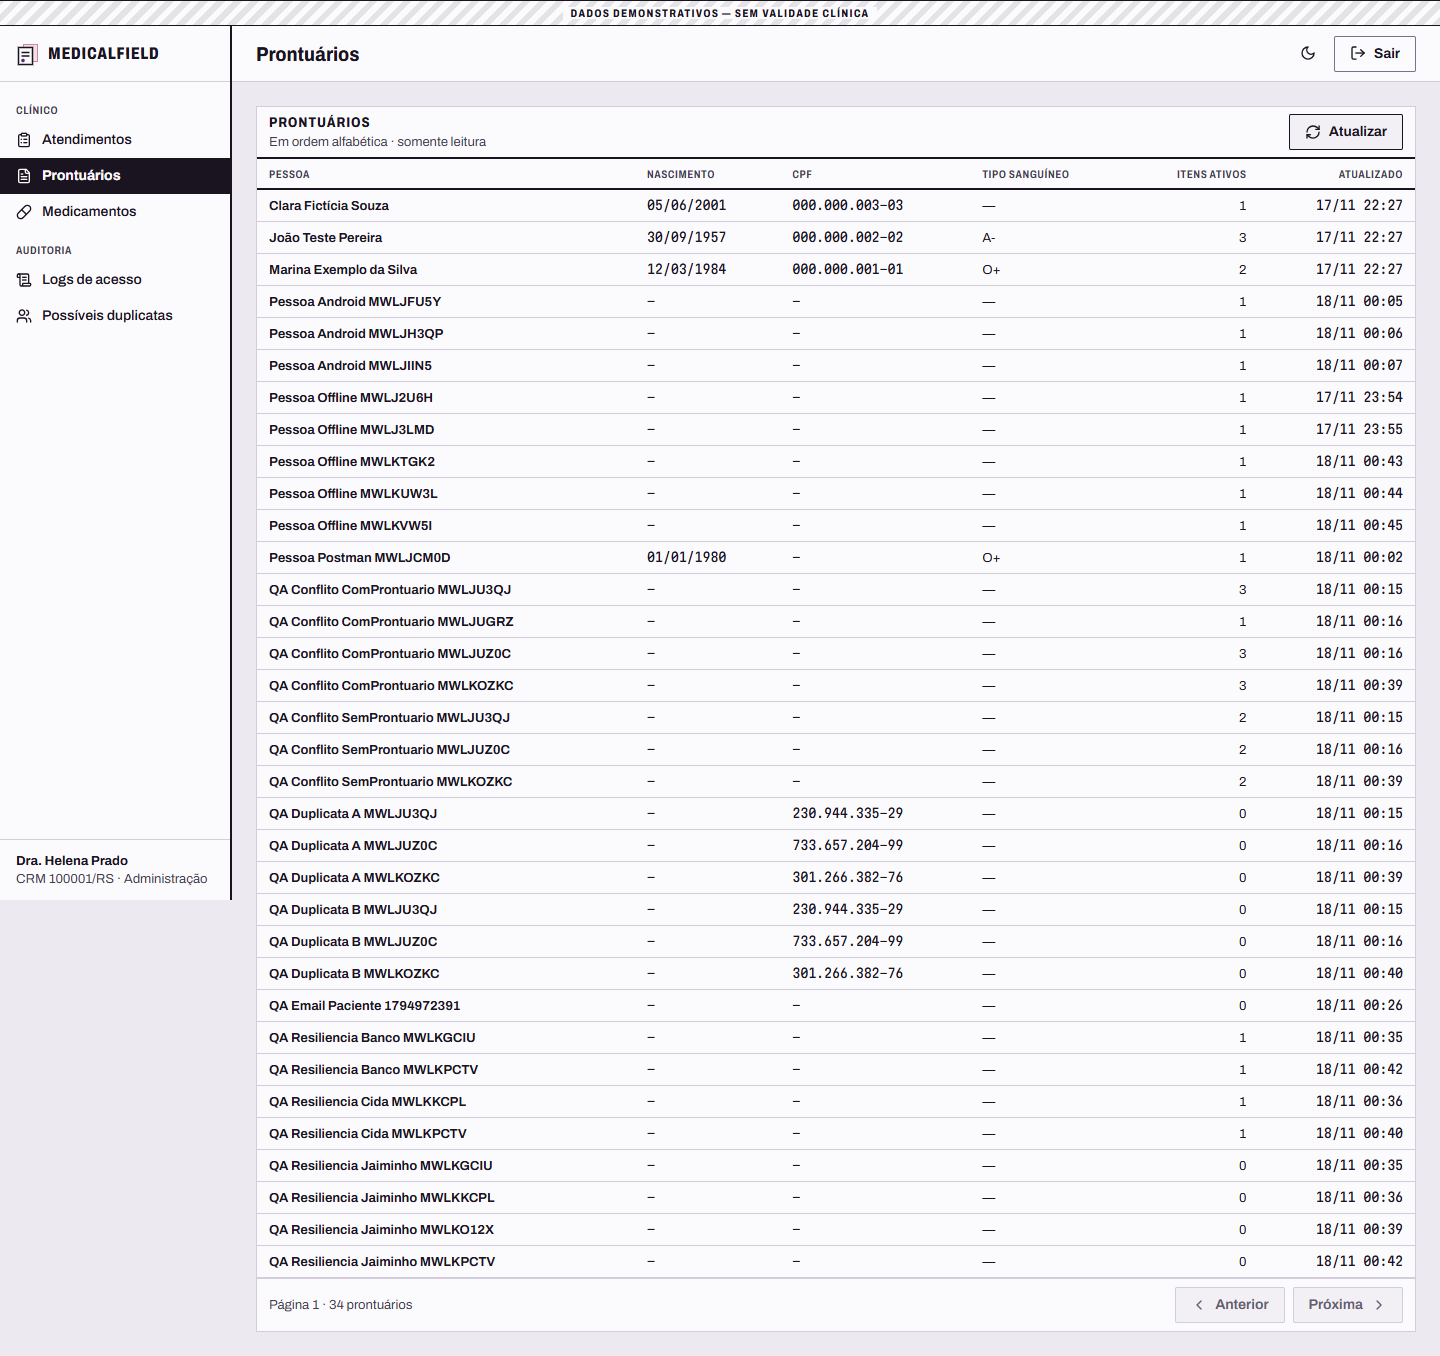 DADOS DEMONSTRATIVOS — SEM VALIDADE CLÍNICA
MEDICALFIELD
Prontuários
Sair
CLÍNICO
Atendimentos
Prontuários
Medicamentos
AUDITORIA
Logs de acesso
Possíveis duplicatas
Dra. Helena Prado
CRM 100001/RS · Administração
PRONTUÁRIOS
Em ordem alfabética · somente leitura
Atualizar
PESSOA NASCIMENTO CPF TIPO SANGUÍNEO ITENS ATIVOS ATUALIZADO
Clara Fictícia Souza 05/06/2001 000.000.003-03 — 1 17/11 22:27
João Teste Pereira 30/09/1957 000.000.002-02 A- 3 17/11 22:27
Marina Exemplo da Silva 12/03/1984 000.000.001-01 O+ 2 17/11 22:27
Pessoa Android MWLJFU5Y – – — 1 18/11 00:05
Pessoa Android MWLJH3QP – – — 1 18/11 00:06
Pessoa Android MWLJIIN5 – – — 1 18/11 00:07
Pessoa Offline MWLJ2U6H – – — 1 17/11 23:54
Pessoa Offline MWLJ3LMD – – — 1 17/11 23:55
Pessoa Offline MWLKTGK2 – – — 1 18/11 00:43
Pessoa Offline MWLKUW3L – – — 1 18/11 00:44
Pessoa Offline MWLKVW5I – – — 1 18/11 00:45
Pessoa Postman MWLJCM0D 01/01/1980 – O+ 1 18/11 00:02
QA Conflito ComProntuario MWLJU3QJ – – — 3 18/11 00:15
QA Conflito ComProntuario MWLJUGRZ – – — 1 18/11 00:16
QA Conflito ComProntuario MWLJUZ0C – – — 3 18/11 00:16
QA Conflito ComProntuario MWLKOZKC – – — 3 18/11 00:39
QA Conflito SemProntuario MWLJU3QJ – – — 2 18/11 00:15
QA Conflito SemProntuario MWLJUZ0C – – — 2 18/11 00:16
QA Conflito SemProntuario MWLKOZKC – – — 2 18/11 00:39
QA Duplicata A MWLJU3QJ – 230.944.335-29 — 0 18/11 00:15
QA Duplicata A MWLJUZ0C – 733.657.204-99 — 0 18/11 00:16
QA Duplicata A MWLKOZKC – 301.266.382-76 — 0 18/11 00:39
QA Duplicata B MWLJU3QJ – 230.944.335-29 — 0 18/11 00:15
QA Duplicata B MWLJUZ0C – 733.657.204-99 — 0 18/11 00:16
QA Duplicata B MWLKOZKC – 301.266.382-76 — 0 18/11 00:40
QA Email Paciente 1794972391 – – — 0 18/11 00:26
QA Resiliencia Banco MWLKGCIU – – — 1 18/11 00:35
QA Resiliencia Banco MWLKPCTV – – — 1 18/11 00:42
QA Resiliencia Cida MWLKKCPL – – — 1 18/11 00:36
QA Resiliencia Cida MWLKPCTV – – — 1 18/11 00:40
QA Resiliencia Jaiminho MWLKGCIU – – — 0 18/11 00:35
QA Resiliencia Jaiminho MWLKKCPL – – — 0 18/11 00:36
QA Resiliencia Jaiminho MWLKO12X – – — 0 18/11 00:39
QA Resiliencia Jaiminho MWLKPCTV – – — 0 18/11 00:42
Página 1 · 34 prontuários
Anterior
Próxima